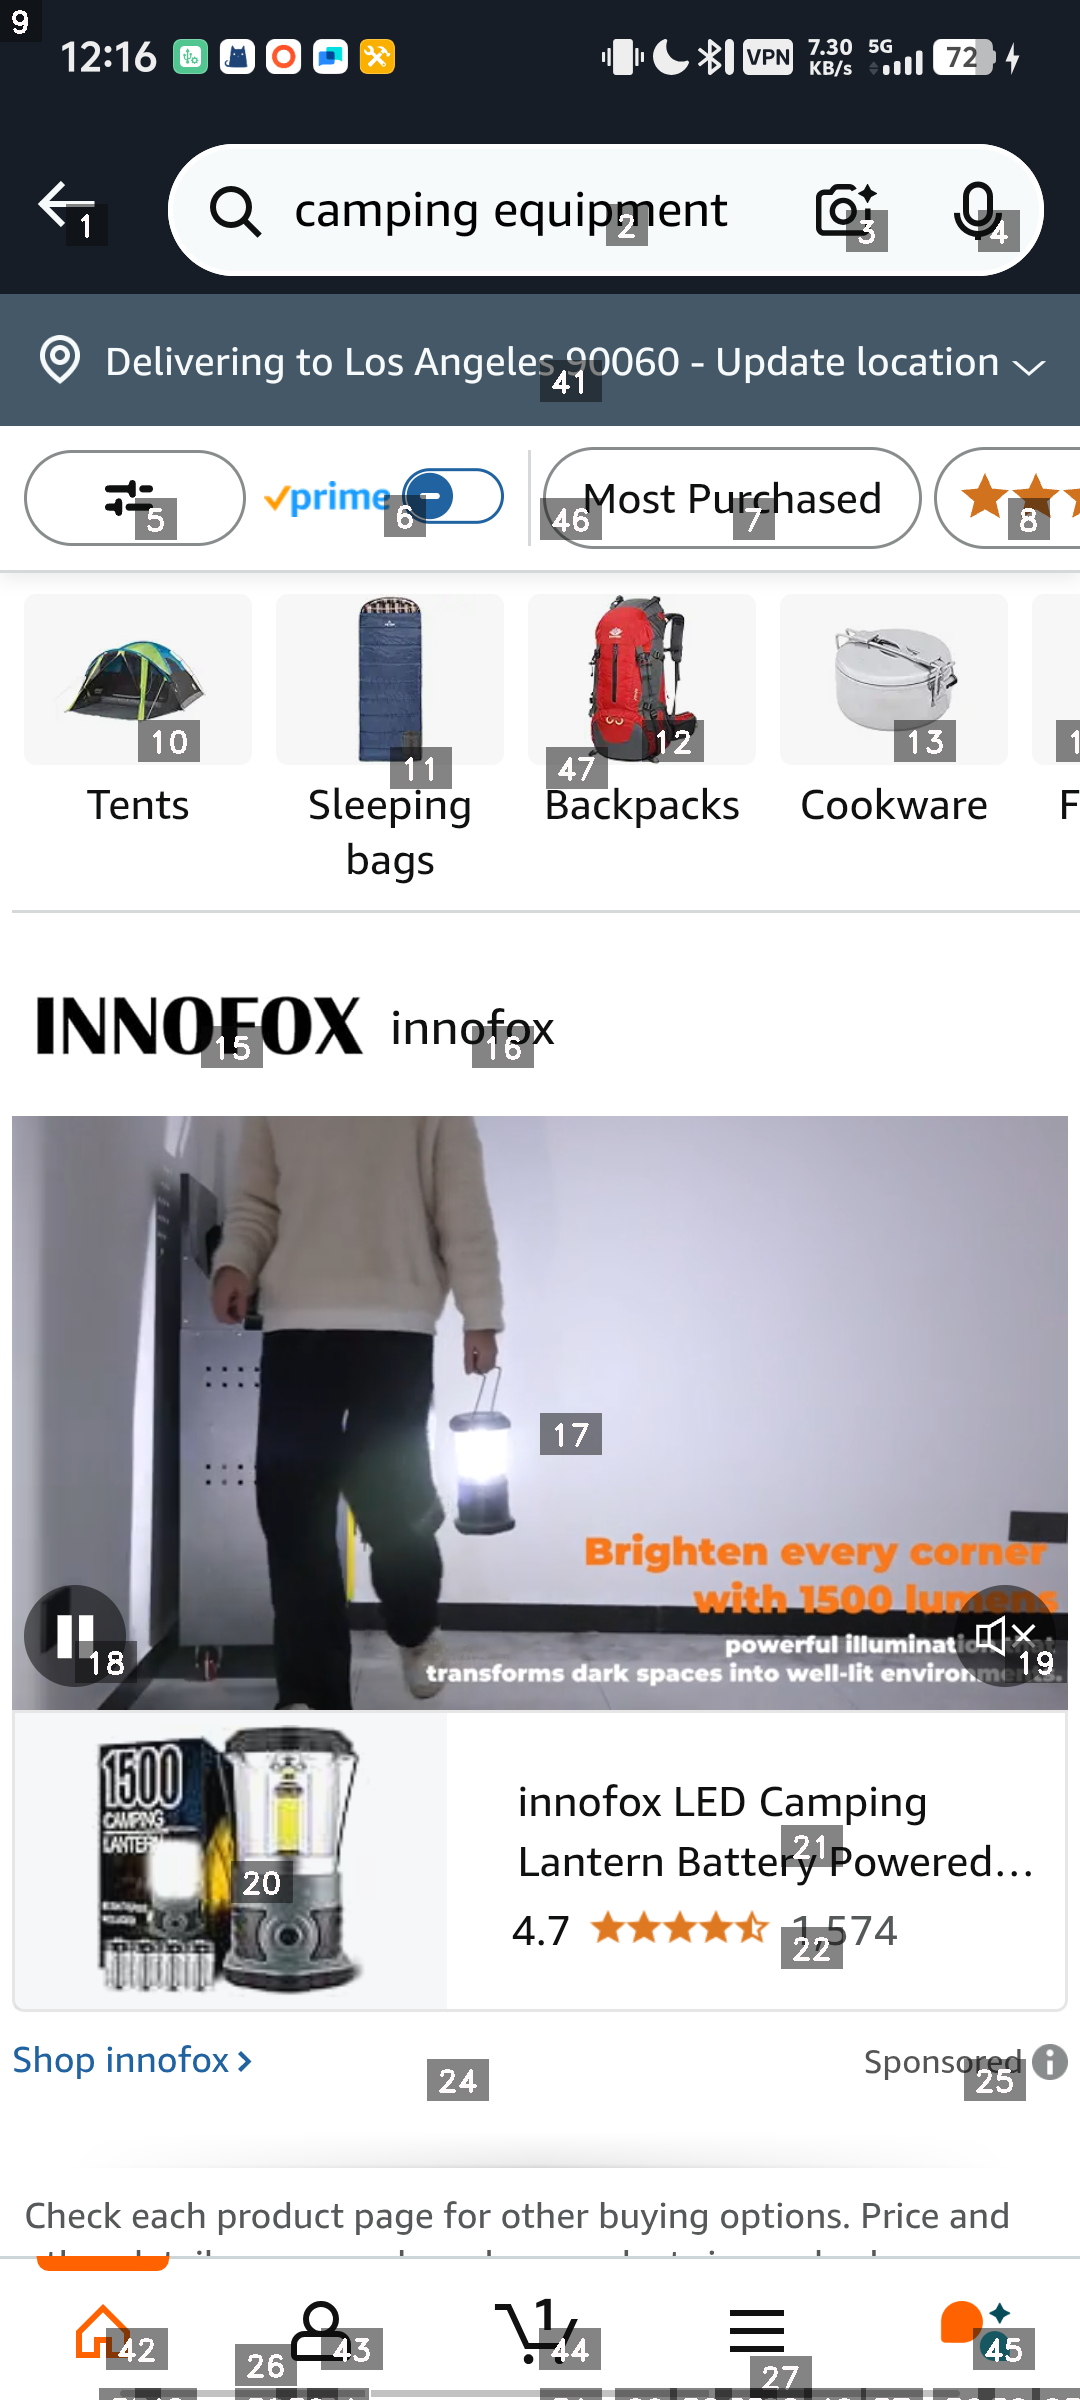 12:16
VPN
7.30
KB/s
5G
72
camping equipment
Delivering to Los Angeles 90060 - Update location
prime
Most Purchased
Tents
Sleeping
bags
Backpacks
Cookware
F
INNOFOX innofox
Brighten every corner
with 1500 lumens
powerful illumination that
transforms dark spaces into well-lit environments.
1500
CAMPING
LANTERN
innofox LED Camping
Lantern Battery Powered...
4.7 1,574
Shop innofox
Sponsored
Check each product page for other buying options. Price and
1
9
1
2
3
4
41
5
6
46
7
8
10
11
47
12
13
15
16
17
18
19
20
21
22
24
25
42
26
43
44
27
45